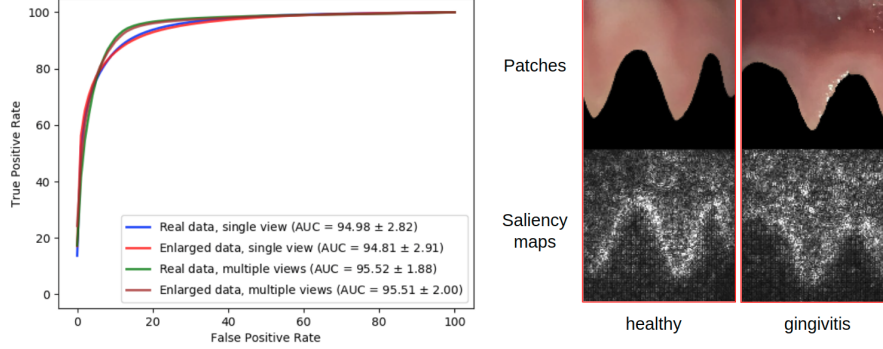 100
80
60
40
20
0
True Positive Rate
Real data, single view (AUC = 94.98 ± 2.82)
Enlarged data, single view (AUC = 94.81 ± 2.91)
Real data, multiple views (AUC = 95.52 ± 1.88)
Enlarged data, multiple views (AUC = 95.51 ± 2.00)
0 20 40 60 80 100
False Positive Rate
Patches
Saliency
maps
healthy gingivitis